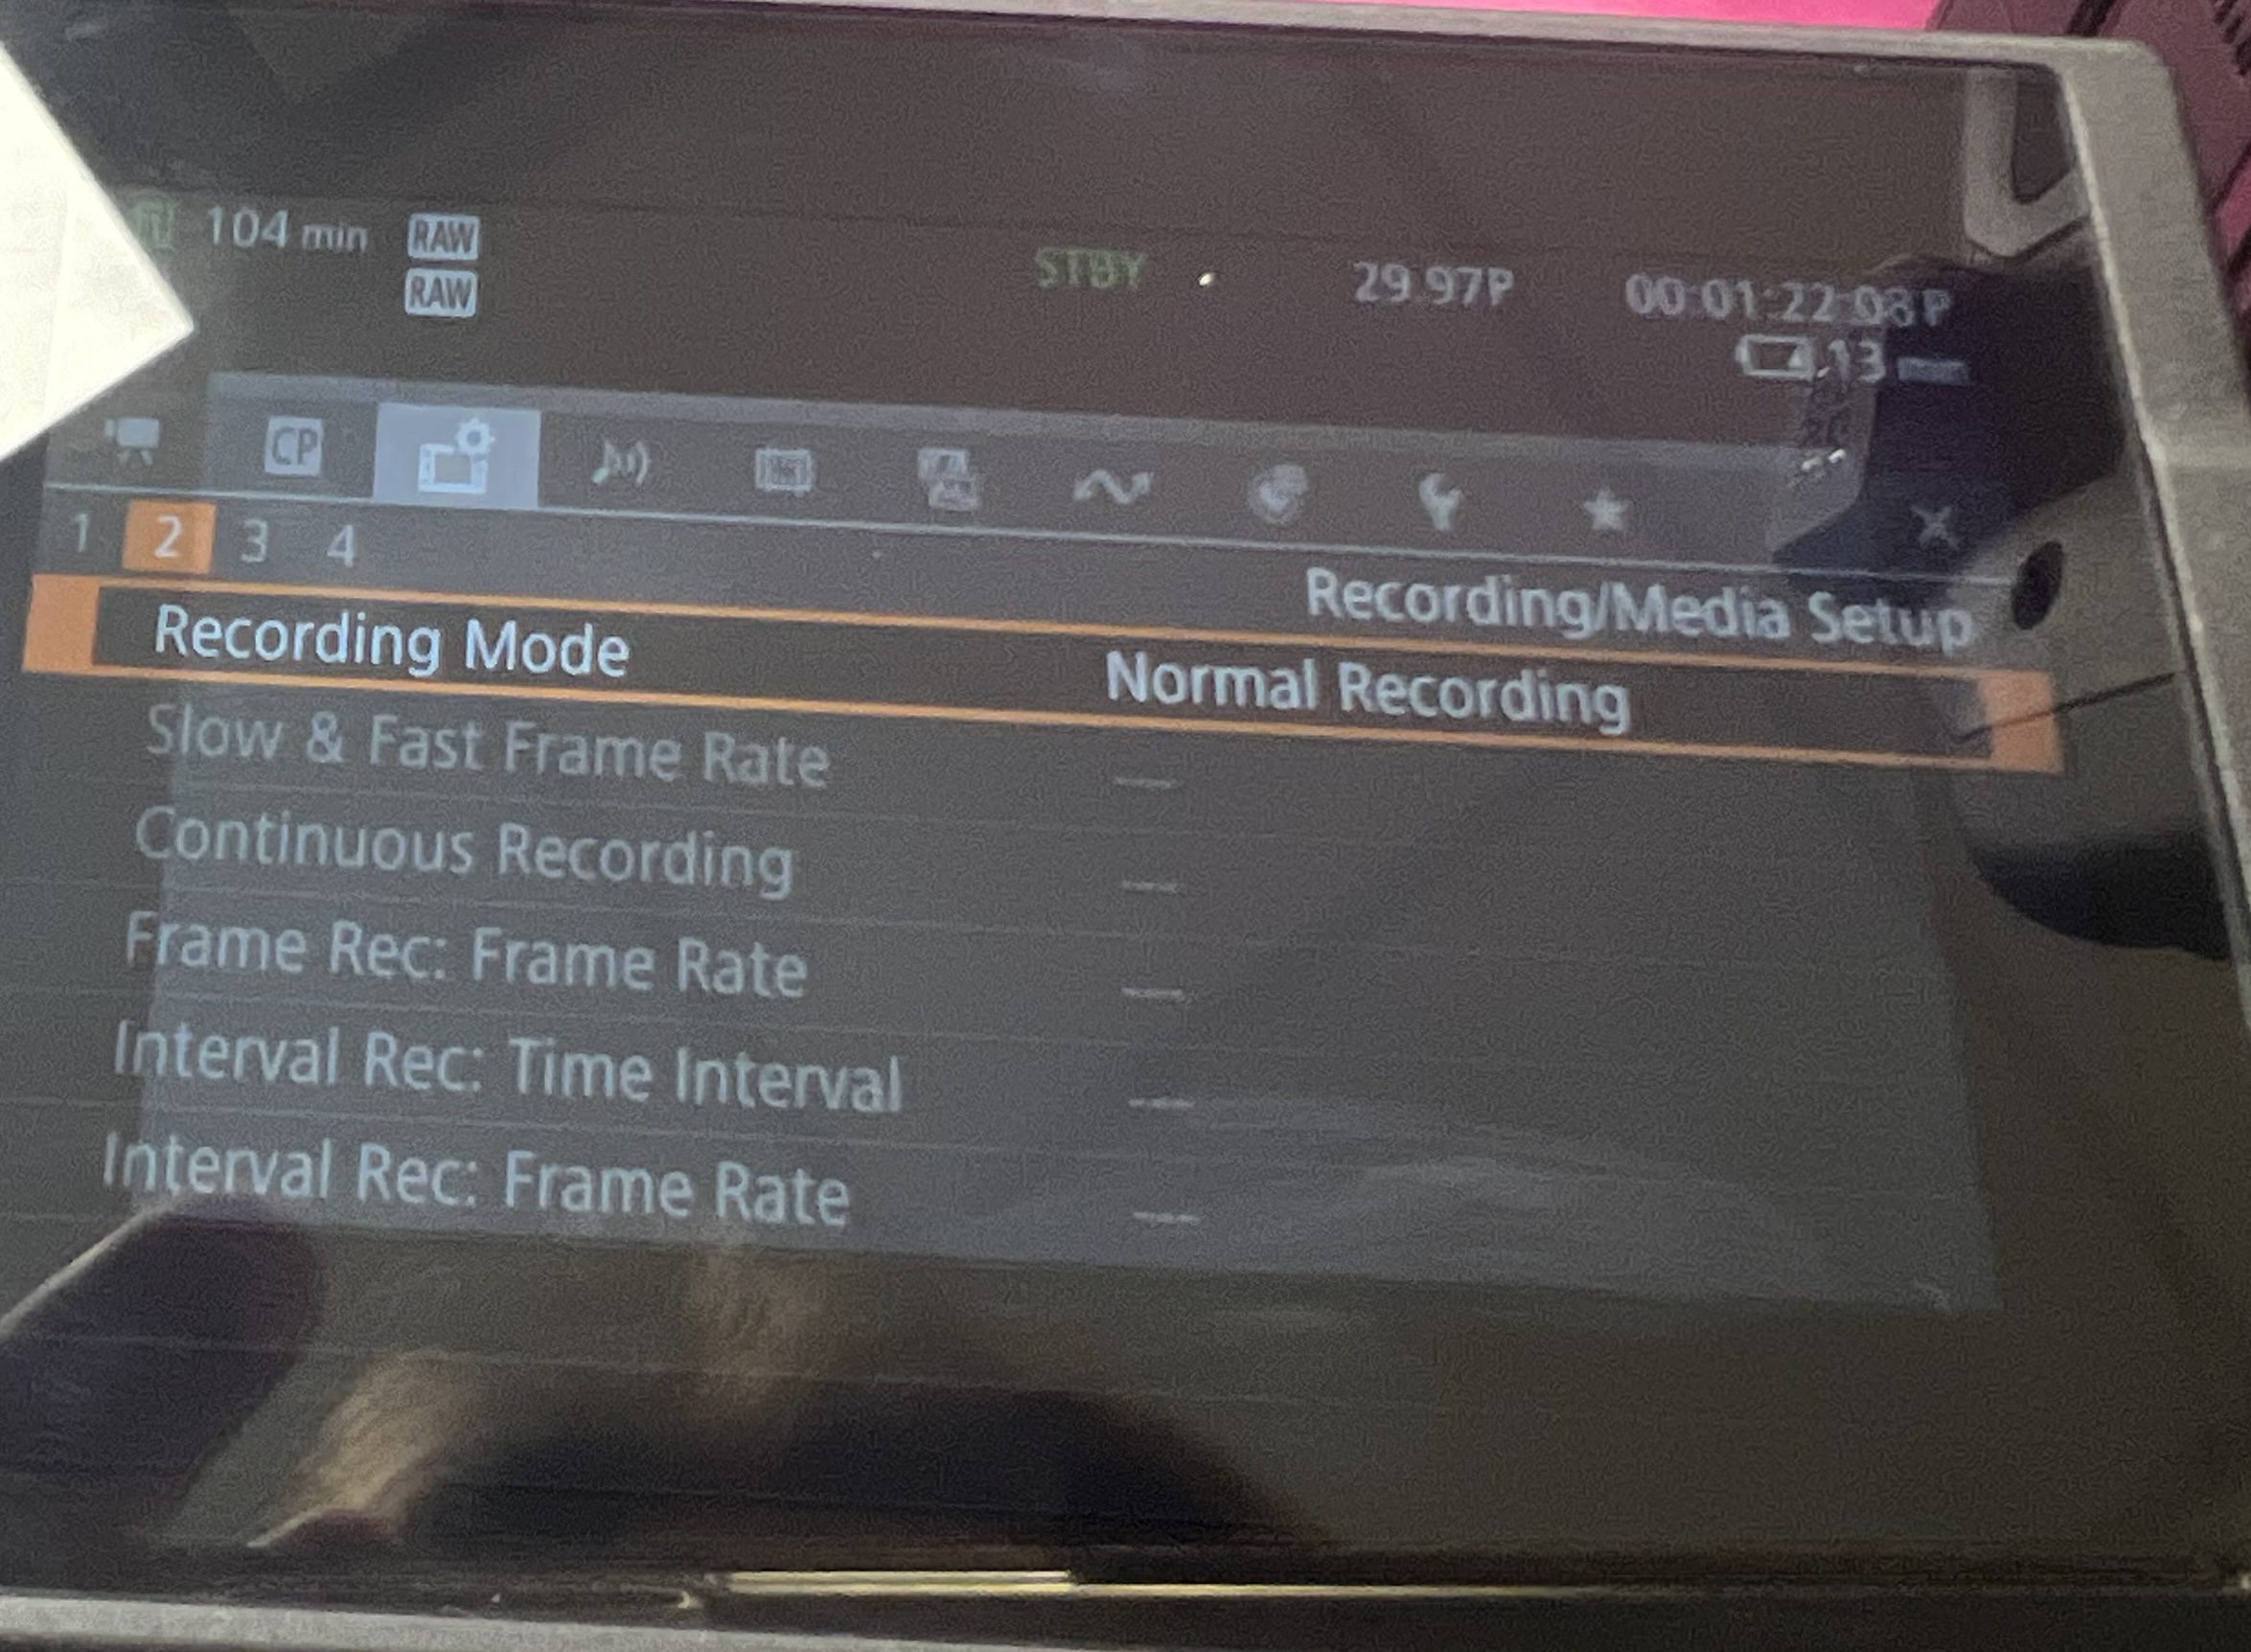 104 min RAW
RAW
STBY 29.97P 00:01:22:08P
13
CP
1 2 3 4
Recording/Media Setup
Recording Mode Normal Recording
Slow & Fast Frame Rate —
Continuous Recording —
Frame Rec: Frame Rate —
Interval Rec: Time Interval —
Interval Rec: Frame Rate —